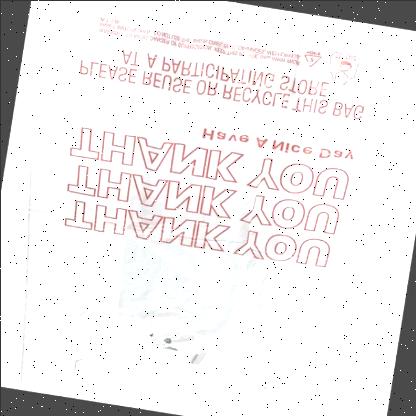 THANK YOU
THANK YOU
THANK YOU
Have A Nice Day
PLEASE REUSE OR RECYCLE THIS BAG
AT A PARTICIPATING STORE